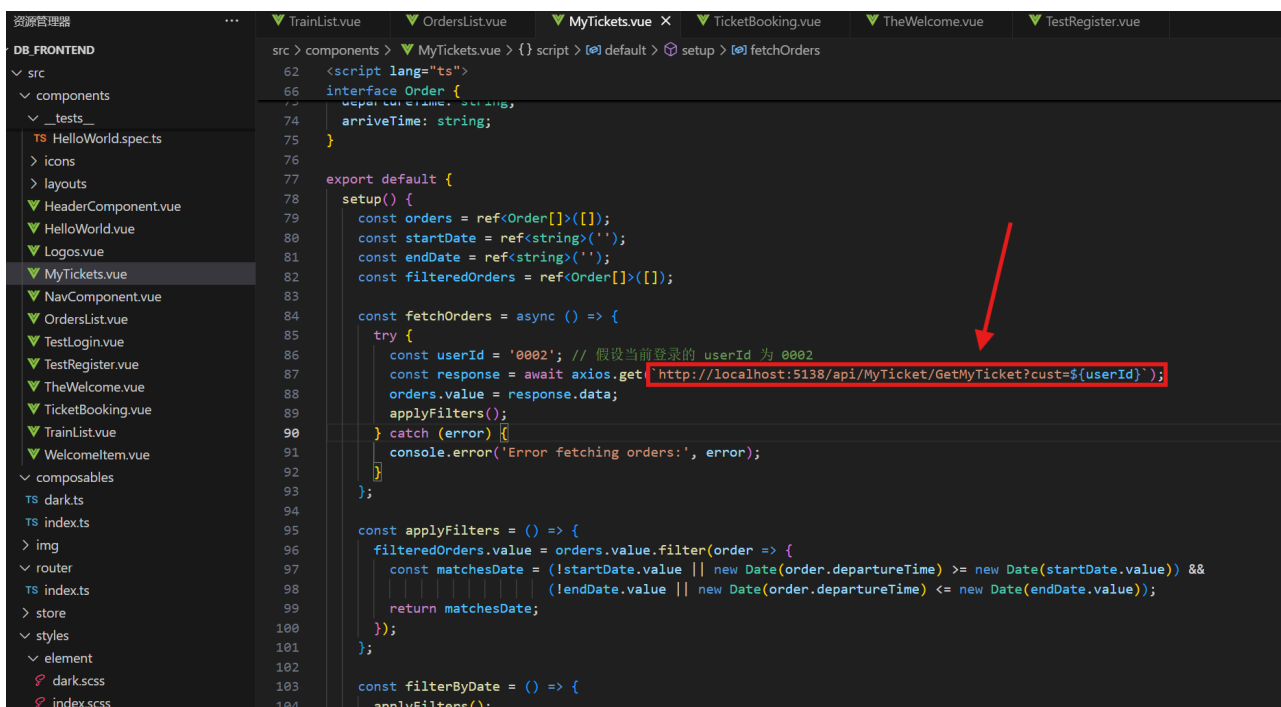 资源管理器 ···
TrainList.vue OrdersList.vue MyTickets.vue × TicketBooking.vue TheWelcome.vue TestRegister.vue
DB_FRONTEND
src
components
__tests__
TS HelloWorld.spec.ts
icons
layouts
HeaderComponent.vue
HelloWorld.vue
Logos.vue
MyTickets.vue
NavComponent.vue
OrdersList.vue
TestLogin.vue
TestRegister.vue
TheWelcome.vue
TicketBooking.vue
TrainList.vue
WelcomeItem.vue
composables
TS dark.ts
TS index.ts
img
router
TS index.ts
store
styles
element
dark.scss
index.scss
src > components > MyTickets.vue > {} script > default > setup > fetchOrders
62 <script lang="ts">
66 interface Order {
73 departureTime: string;
74 arriveTime: string;
75 }
76
77 export default {
78 setup() {
79 const orders = ref<Order[]>([]);
80 const startDate = ref<string>('');
81 const endDate = ref<string>('');
82 const filteredOrders = ref<Order[]>([]);
83
84 const fetchOrders = async () => {
85 try {
86 const userId = '0002'; // 假设当前登录的 userId 为 0002
87 const response = await axios.get(`http://localhost:5138/api/MyTicket/GetMyTicket?cust=${userId}`);
88 orders.value = response.data;
89 applyFilters();
90 } catch (error) {
91 console.error('Error fetching orders:', error);
92 }
93 };
94
95 const applyFilters = () => {
96 filteredOrders.value = orders.value.filter(order => {
97 const matchesDate = (!startDate.value || new Date(order.departureTime) >= new Date(startDate.value)) &&
98 (!endDate.value || new Date(order.departureTime) <= new Date(endDate.value));
99 return matchesDate;
100 });
101 };
102
103 const filterByDate = () => {
104 applyFilters();